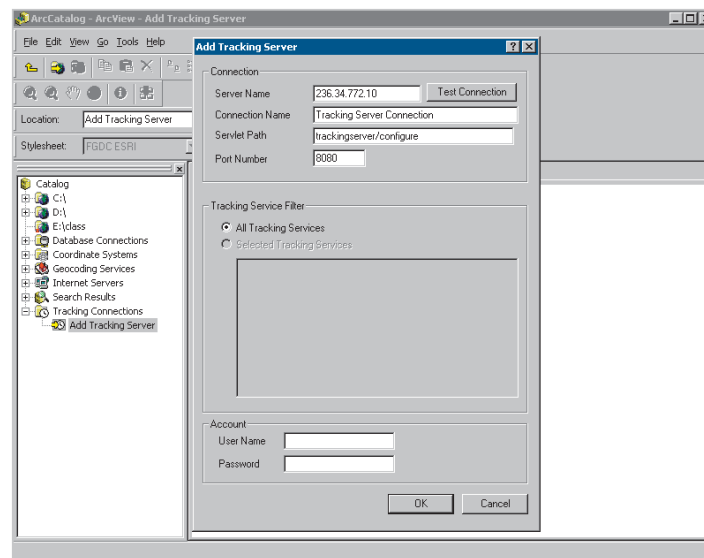 ArcCatalog - ArcView - Add Tracking Server
File Edit View Go Tools Help
Location: Add Tracking Server
Stylesheet: FGDC ESRI
Catalog
C:\
D:\
E:\class
Database Connections
Coordinate Systems
Geocoding Services
Internet Servers
Search Results
Tracking Connections
Add Tracking Server
Add Tracking Server
Connection
Server Name 236.34.772.10 Test Connection
Connection Name Tracking Server Connection
Servlet Path trackingserver/configure
Port Number 8080
Tracking Service Filter
All Tracking Services
Selected Tracking Services
Account
User Name
Password
OK Cancel